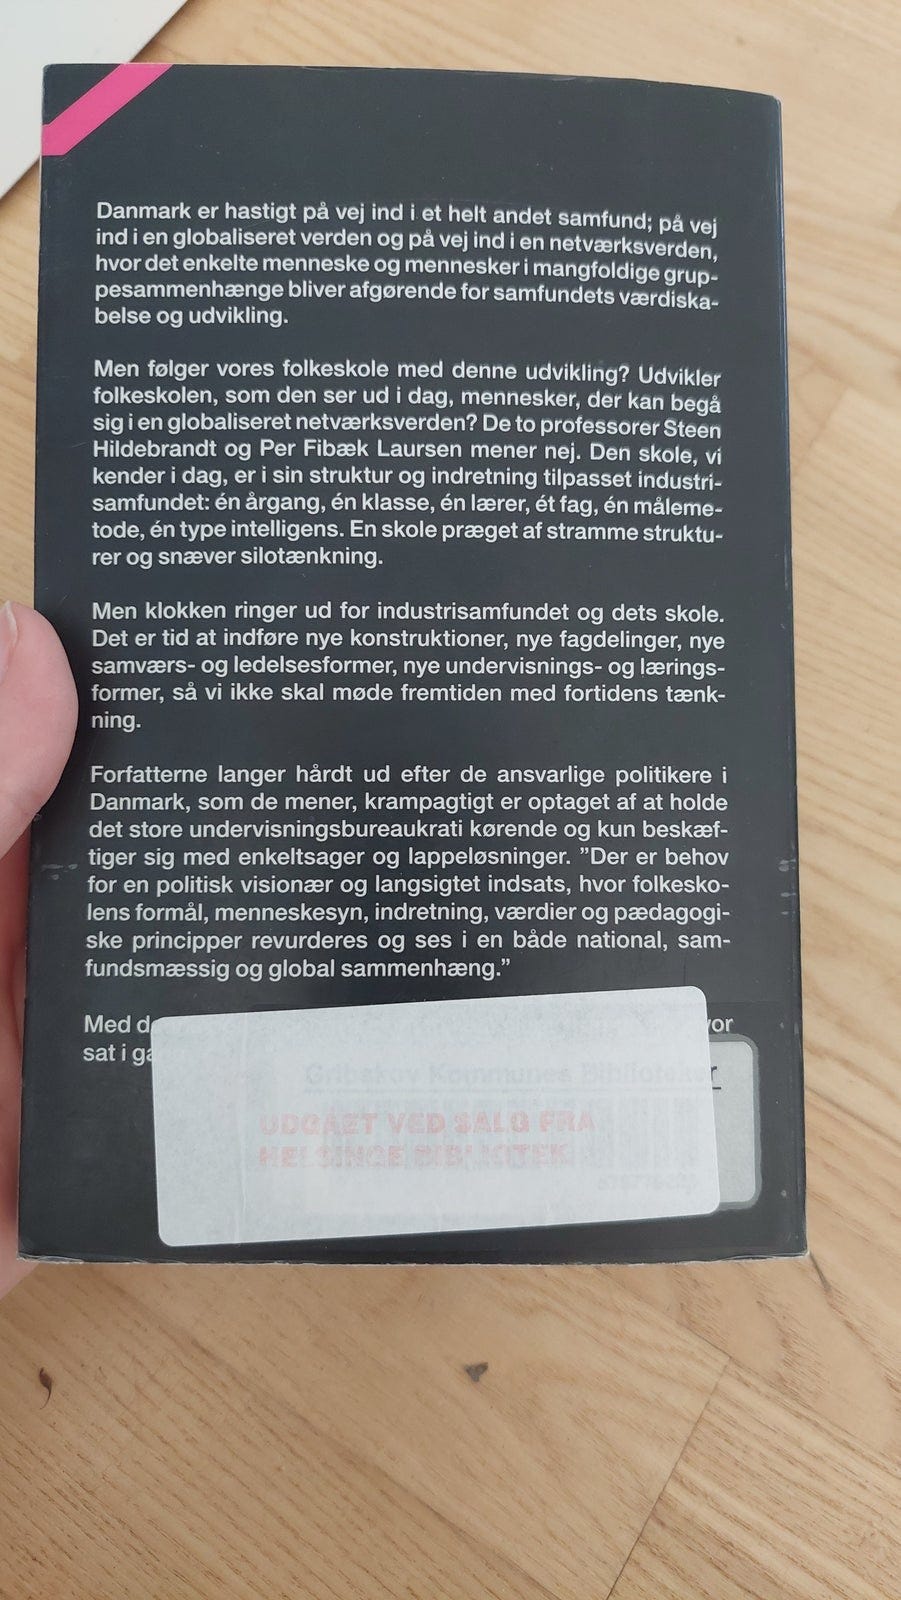 Danmark er hastigt på vej ind i et helt andet samfund; på vej
ind i en globaliseret verden og på vej ind i en netværksverden,
hvor det enkelte menneske og mennesker i mangfoldige grup-
pesammenhænge bliver afgørende for samfundets værdiska-
belse og udvikling.
Men følger vores folkeskole med denne udvikling? Udvikler
folkeskolen, som den ser ud i dag, mennesker, der kan begå
sig i en globaliseret netværksverden? De to professorer Steen
Hildebrandt og Per Fibæk Laursen mener nej. Den skole, vi
kender i dag, er i sin struktur og indretning tilpasset industri-
samfundet: én årgang, én klasse, én lærer, ét fag, én måleme-
tode, én type intelligens. En skole præget af stramme struktu-
rer og snæver silotænkning.
Men klokken ringer ud for industrisamfundet og dets skole.
Det er tid at indføre nye konstruktioner, nye fagdelinger, nye
samværs- og ledelsesformer, nye undervisnings- og lærings-
former, så vi ikke skal møde fremtiden med fortidens tænk-
ning.
Forfatterne langer hårdt ud efter de ansvarlige politikere i
Danmark, som de mener, krampagtigt er optaget af at holde
det store undervisningsbureaukrati kørende og kun beskæf-
tiger sig med enkeltsager og lappeløsninger. ”Der er behov
for en politisk visionær og langsigtet indsats, hvor folkesko-
lens formål, menneskesyn, indretning, værdier og pædagogi-
ske principper revurderes og ses i en både national, sam-
fundsmæssig og global sammenhæng.”
Med
sat i
Gribskov Kommunes Biblioteker
UDGAET VED SALG FRA
HELSINGE BIBLIOTEK